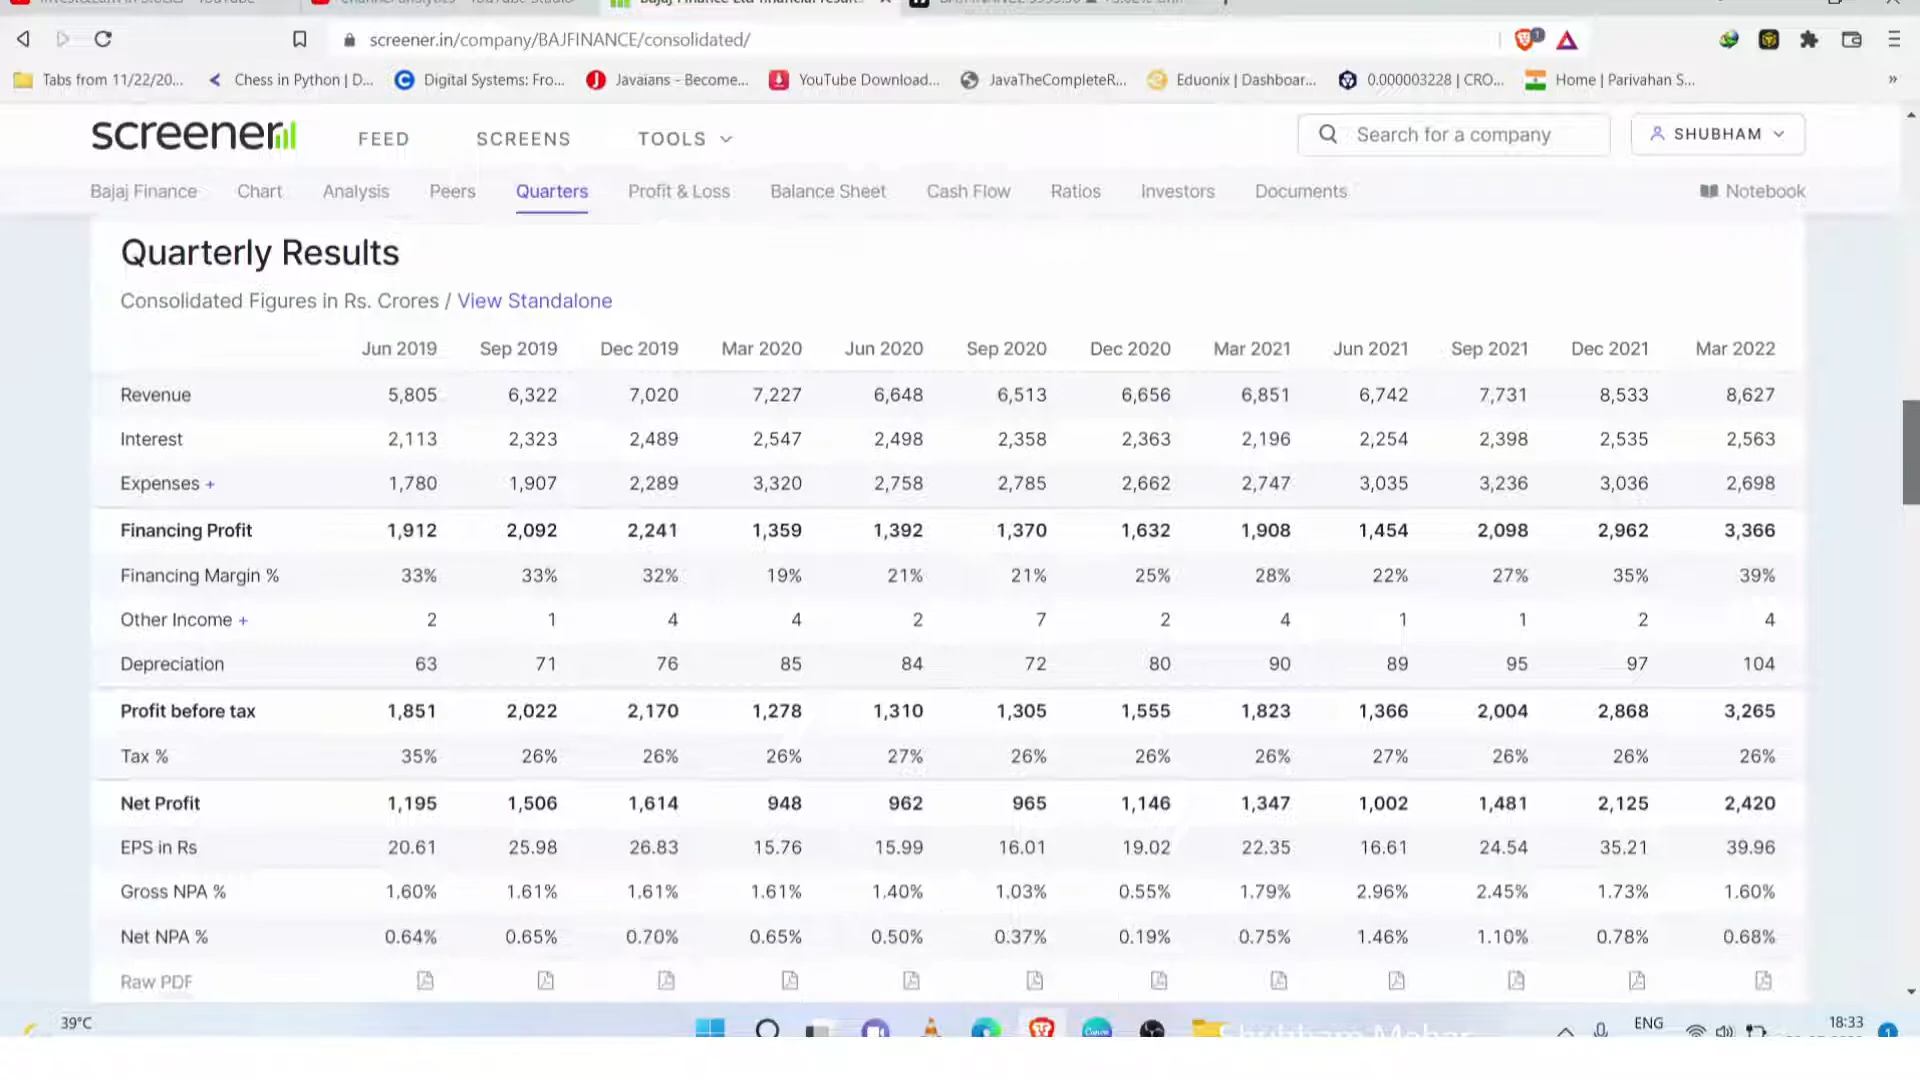 screener.in/company/BAJFINANCE/consolidated/
Tabs from 11/22/20... Chess in Python | D... Digital Systems: Fro... Javaians - Become... YouTube Download... JavaTheCompleteR... Eduonix | Dashboar... 0.000003228 | CRO... Home | Parivahan S... »
screener FEED SCREENS TOOLS Search for a company SHUBHAM
Bajaj Finance Chart Analysis Peers Quarters Profit & Loss Balance Sheet Cash Flow Ratios Investors Documents Notebook
Quarterly Results
Consolidated Figures in Rs. Crores / View Standalone
Jun 2019 Sep 2019 Dec 2019 Mar 2020 Jun 2020 Sep 2020 Dec 2020 Mar 2021 Jun 2021 Sep 2021 Dec 2021 Mar 2022
Revenue 5,805 6,322 7,020 7,227 6,648 6,513 6,656 6,851 6,742 7,731 8,533 8,627
Interest 2,113 2,323 2,489 2,547 2,498 2,358 2,363 2,196 2,254 2,398 2,535 2,563
Expenses + 1,780 1,907 2,289 3,320 2,758 2,785 2,662 2,747 3,035 3,236 3,036 2,698
Financing Profit 1,912 2,092 2,241 1,359 1,392 1,370 1,632 1,908 1,454 2,098 2,962 3,366
Financing Margin % 33% 33% 32% 19% 21% 21% 25% 28% 22% 27% 35% 39%
Other Income + 2 1 4 4 2 7 2 4 1 1 2 4
Depreciation 63 71 76 85 84 72 80 90 89 95 97 104
Profit before tax 1,851 2,022 2,170 1,278 1,310 1,305 1,555 1,823 1,366 2,004 2,868 3,265
Tax % 35% 26% 26% 26% 27% 26% 26% 26% 27% 26% 26% 26%
Net Profit 1,195 1,506 1,614 948 962 965 1,146 1,347 1,002 1,481 2,125 2,420
EPS in Rs 20.61 25.98 26.83 15.76 15.99 16.01 19.02 22.35 16.61 24.54 35.21 39.96
Gross NPA % 1.60% 1.61% 1.61% 1.61% 1.40% 1.03% 0.55% 1.79% 2.96% 2.45% 1.73% 1.60%
Net NPA % 0.64% 0.65% 0.70% 0.65% 0.50% 0.37% 0.19% 0.75% 1.46% 1.10% 0.78% 0.68%
Raw PDF
39°C ENG 18:33